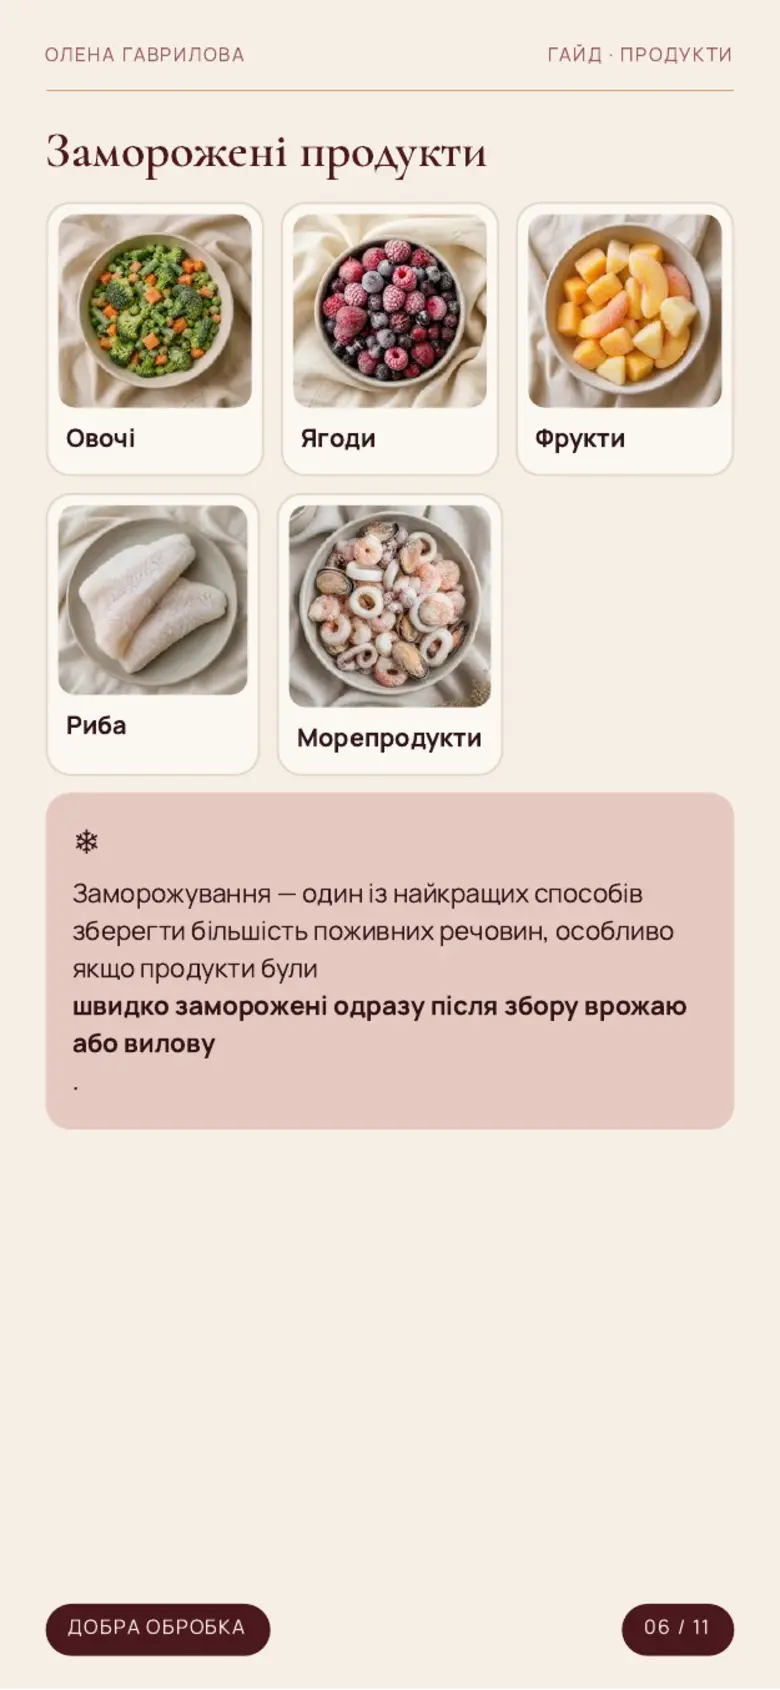 ОЛЕНА ГАВРИЛОВА
ГАЙД · ПРОДУКТИ
Заморожені продукти
Овочі
Ягоди
Фрукти
Риба
Морепродукти
❄
Заморожування — один із найкращих способів
зберегти більшість поживних речовин, особливо
якщо продукти були
швидко заморожені одразу після збору врожаю
або вилову
.
ДОБРА ОБРОБКА
06 / 11